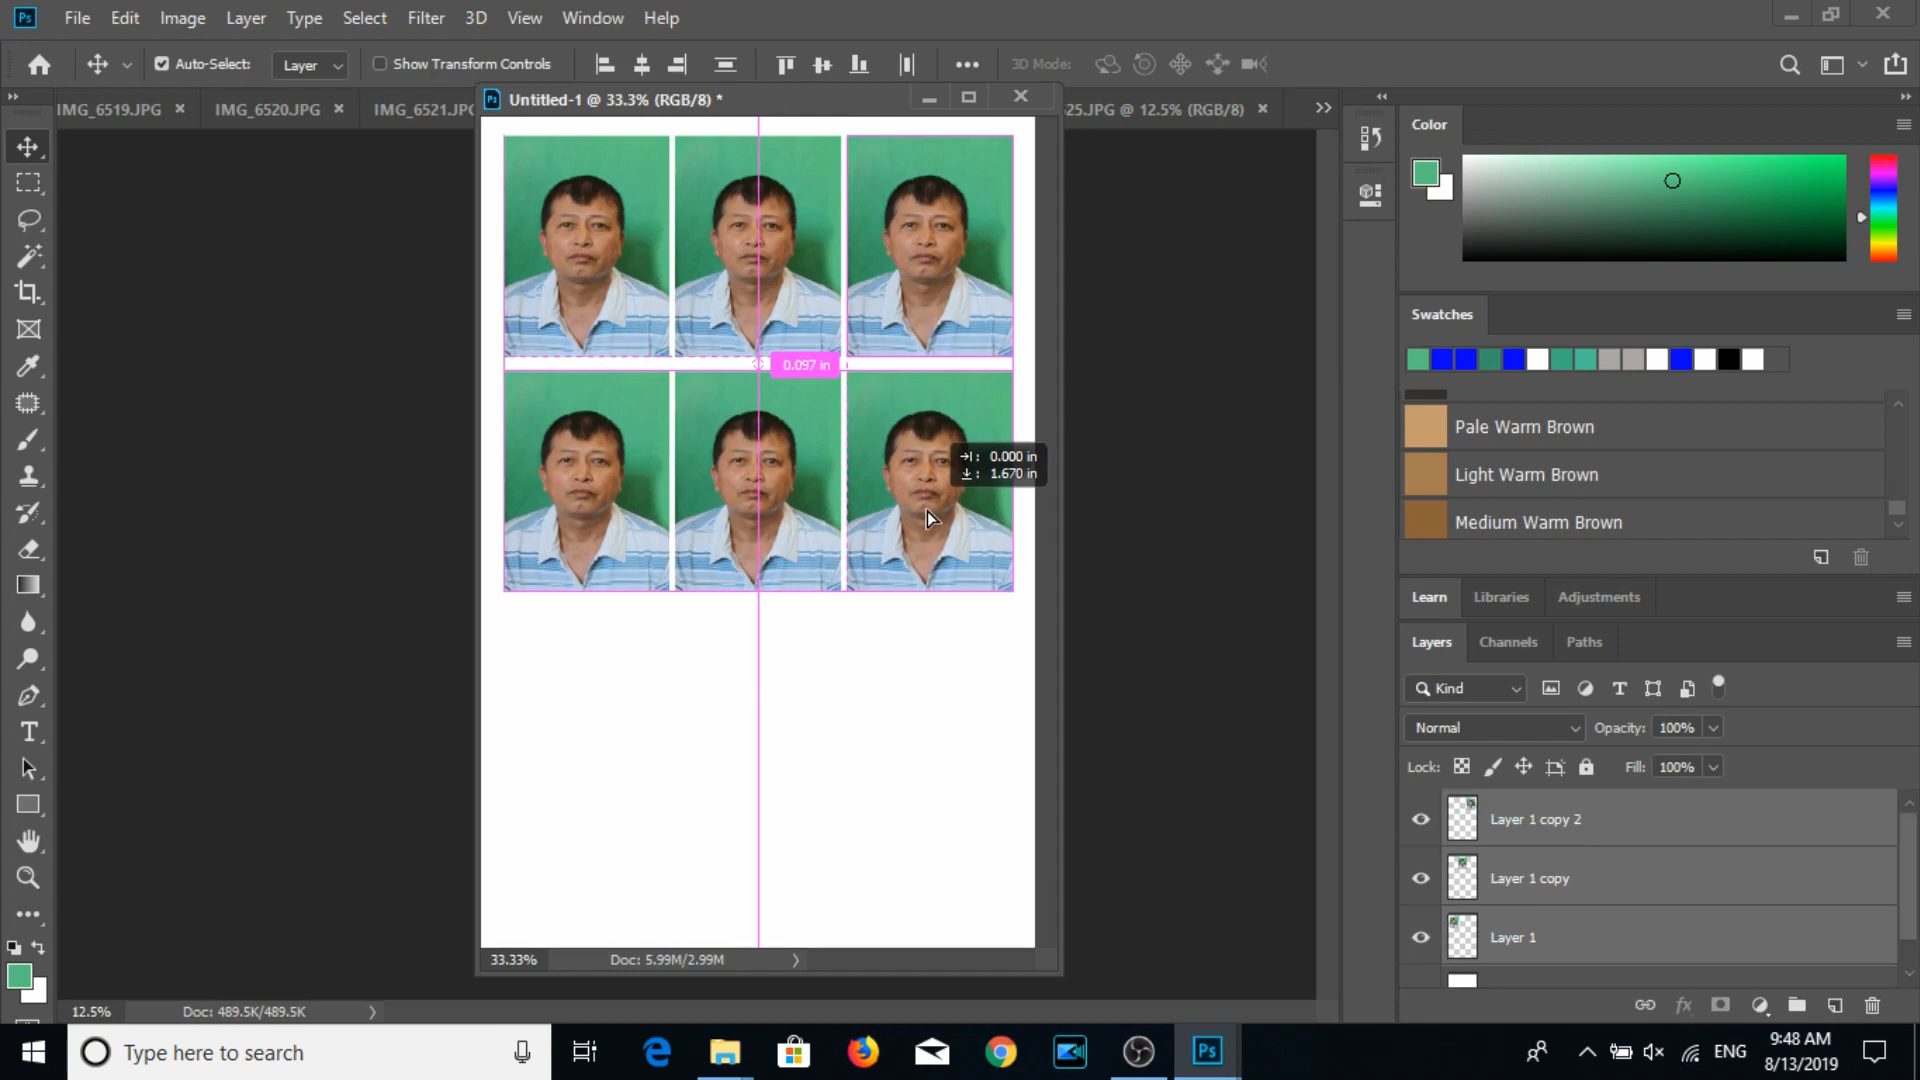 Ps File Edit Image Layer Type Select Filter 3D View Window Help
Auto-Select: Layer Show Transform Controls 3D Mode:
IMG_6519.JPG × IMG_6520.JPG × IMG_6521.JPG 25.JPG @ 12.5% (RGB/8) ×
Ps Untitled-1 @ 33.3% (RGB/8) *
0.097 in
0.000 in
1.670 in
33.33% Doc: 5.99M/2.99M
12.5% Doc: 489.5K/489.5K
Color
Swatches
Pale Warm Brown
Light Warm Brown
Medium Warm Brown
Learn Libraries Adjustments
Layers Channels Paths
Kind
Normal Opacity: 100%
Lock: Fill: 100%
Layer 1 copy 2
Layer 1 copy
Layer 1
fx
Type here to search
Ps
ENG
9:48 AM
8/13/2019